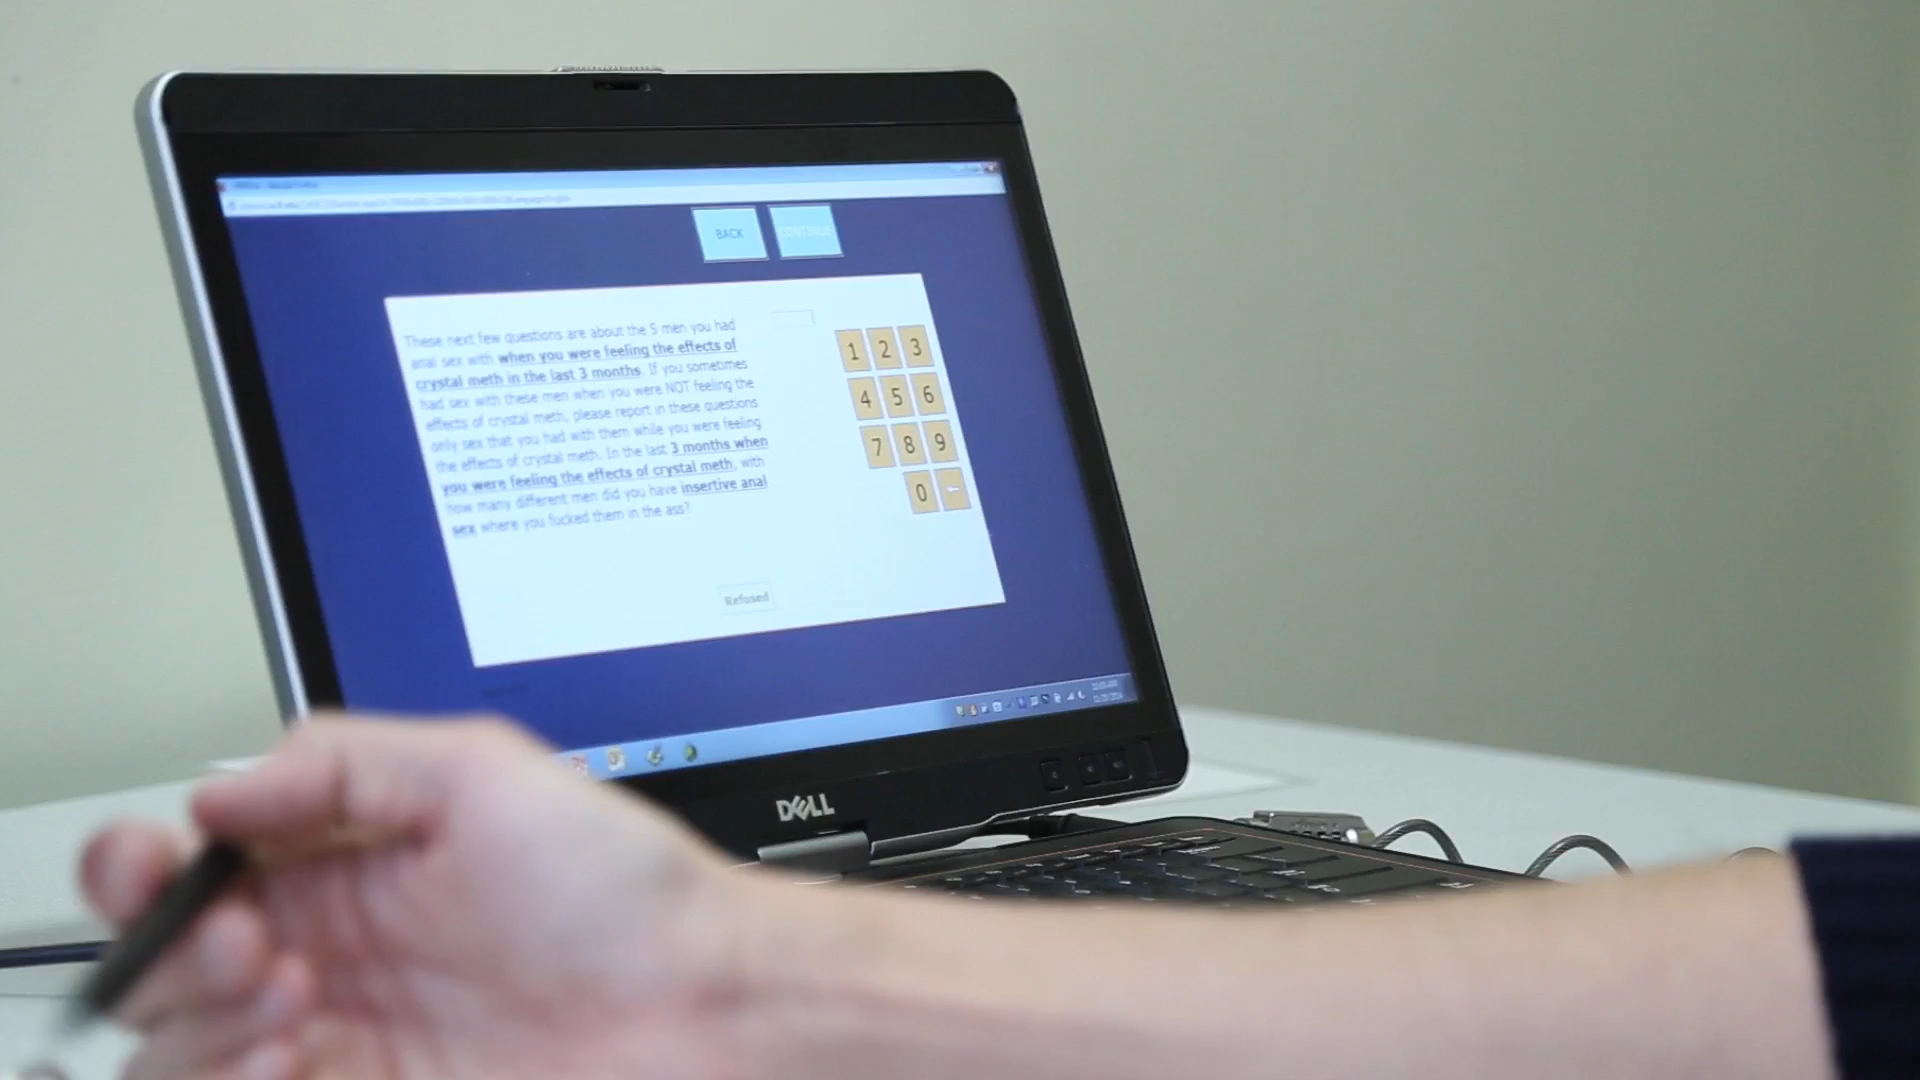 BACK
CONTINUE
These next few questions are about the 5 men you had
anal sex with when you were feeling the effects of
crystal meth in the last 3 months. If you sometimes
had sex with these men when you were NOT feeling the
effects of crystal meth, please report in these questions
only sex that you had with them while you were feeling
the effects of crystal meth. In the last 3 months when
you were feeling the effects of crystal meth, with
how many different men did you have insertive anal
sex where you fucked them in the ass?
1 2 3
4 5 6
7 8 9
0 ←
Refused
DELL